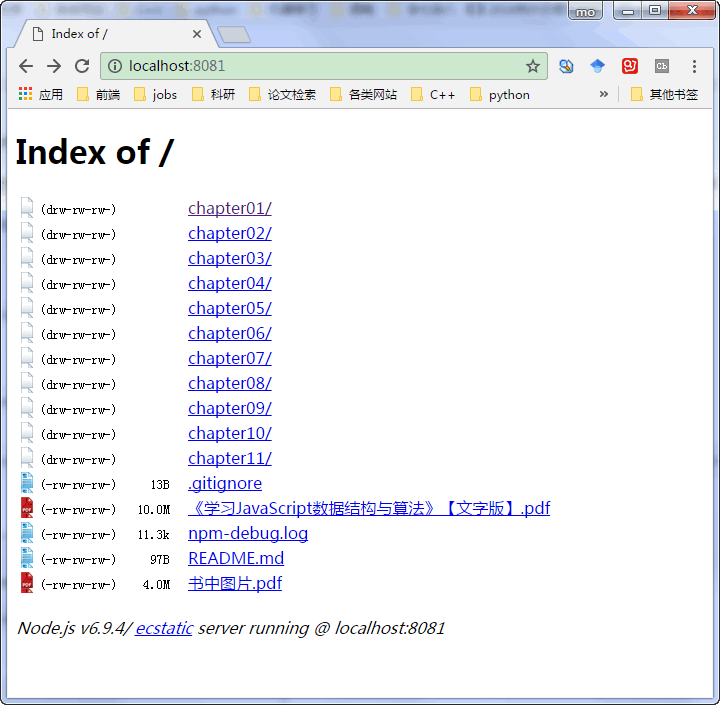 mo
Index of /
localhost:8081
应用 前端 jobs 科研 论文检索 各类网站 C++ python » 其他书签
Index of /
(drw-rw-rw-) chapter01/
(drw-rw-rw-) chapter02/
(drw-rw-rw-) chapter03/
(drw-rw-rw-) chapter04/
(drw-rw-rw-) chapter05/
(drw-rw-rw-) chapter06/
(drw-rw-rw-) chapter07/
(drw-rw-rw-) chapter08/
(drw-rw-rw-) chapter09/
(drw-rw-rw-) chapter10/
(drw-rw-rw-) chapter11/
(-rw-rw-rw-) 13B .gitignore
(-rw-rw-rw-) 10.0M 《学习JavaScript数据结构与算法》【文字版】.pdf
(-rw-rw-rw-) 11.3k npm-debug.log
(-rw-rw-rw-) 97B README.md
(-rw-rw-rw-) 4.0M 书中图片.pdf
Node.js v6.9.4/ ecstatic server running @ localhost:8081